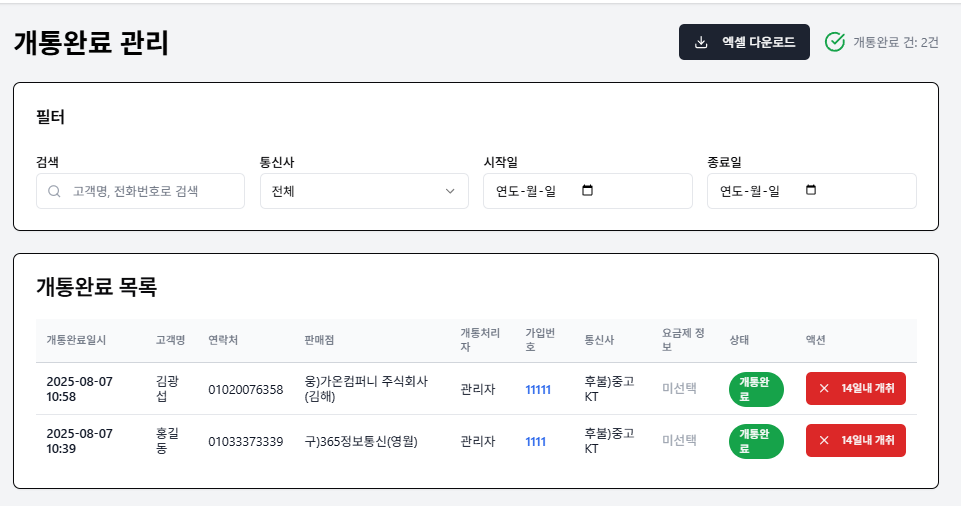 개통완료 관리
엑셀 다운로드
개통완료 건: 2건
필터
검색
통신사
시작일
종료일
고객명, 전화번호로 검색
전체
연도-월-일
연도-월-일
개통완료 목록
개통완료일시
고객명
연락처
판매점
개통처리
자
가입번
호
통신사
요금제 정
보
상태
액션
2025-08-07
10:58
김광
섭
01020076358
웅)가온컴퍼니 주식회사
(김해)
관리자
11111
후불)중고
KT
미선택
개통완
료
14일내 개취
2025-08-07
10:39
홍길
동
01033373339
구)365정보통신(영월)
관리자
1111
후불)중고
KT
미선택
개통완
료
14일내 개취